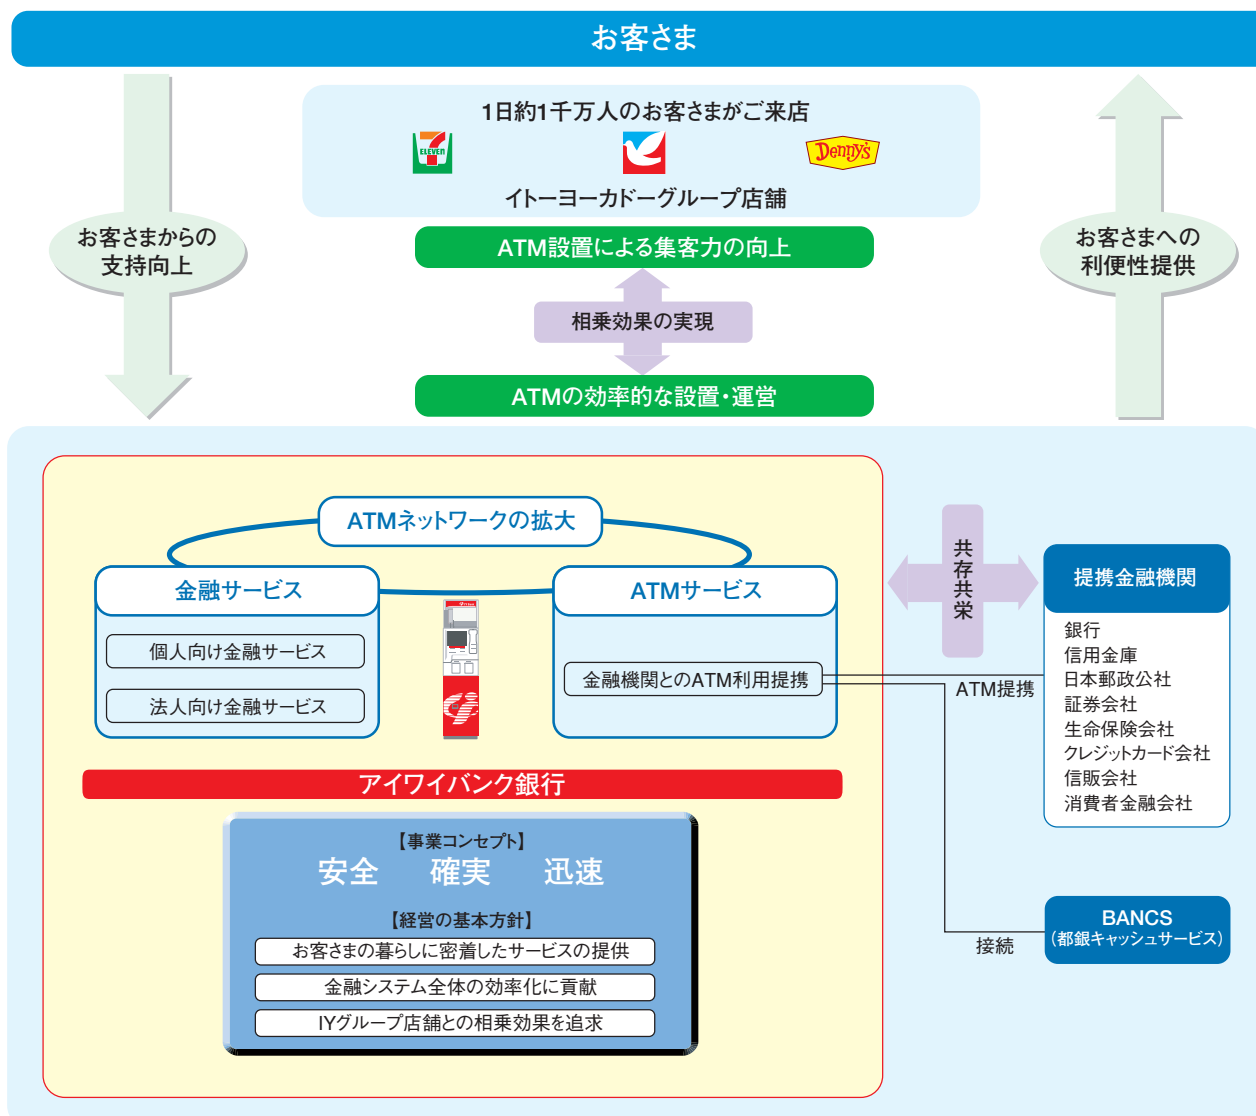 お客さま
1日約1千万人のお客さまがご来店
7
ELEVEN
Denny's
イトーヨーカドーグループ店舗
お客さまからの
支持向上
ATM設置による集客力の向上
お客さまへの
利便性提供
相乗効果の実現
ATMの効率的な設置・運営
ATMネットワークの拡大
金融サービス
個人向け金融サービス
法人向け金融サービス
ATMサービス
金融機関とのATM利用提携
共存共栄
提携金融機関
銀行
信用金庫
日本郵政公社
証券会社
生命保険会社
クレジットカード会社
信販会社
消費者金融会社
ATM提携
アイワイバンク銀行
【事業コンセプト】
安全 確実 迅速
【経営の基本方針】
お客さまの暮らしに密着したサービスの提供
金融システム全体の効率化に貢献
IYグループ店舗との相乗効果を追求
BANCS
(都銀キャッシュサービス)
接続